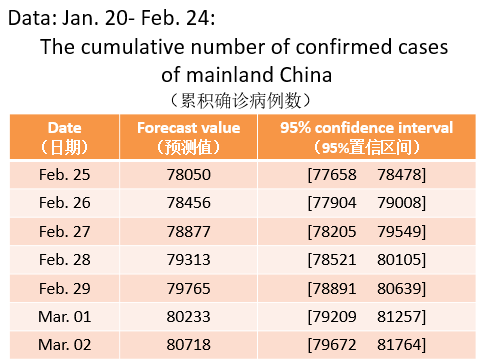 Data: Jan. 20- Feb. 24:
The cumulative number of confirmed cases
of mainland China
（累积确诊病例数）
Date Forecast value 95% confidence interval
（日期） （预测值） （95%置信区间）
Feb. 25 78050 [77658 78478]
Feb. 26 78456 [77904 79008]
Feb. 27 78877 [78205 79549]
Feb. 28 79313 [78521 80105]
Feb. 29 79765 [78891 80639]
Mar. 01 80233 [79209 81257]
Mar. 02 80718 [79672 81764]